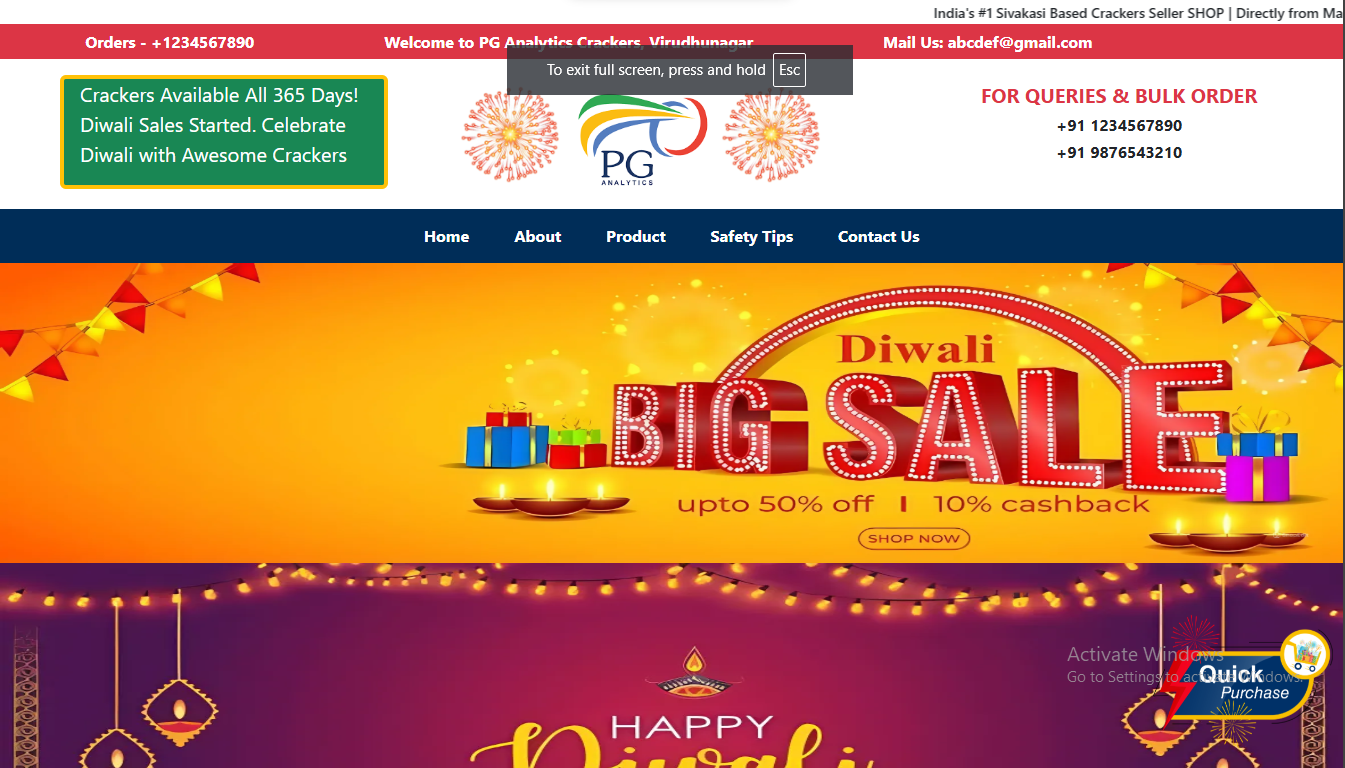 India's #1 Sivakasi Based Crackers Seller SHOP | Directly from Ma
Orders - +1234567890
Welcome to PG Analytics Crackers, Virudhunagar
Mail Us: abcdef@gmail.com
To exit full screen, press and hold Esc
Crackers Available All 365 Days!
Diwali Sales Started. Celebrate
Diwali with Awesome Crackers
PG
ANALYTICS
FOR QUERIES & BULK ORDER
+91 1234567890
+91 9876543210
Home About Product Safety Tips Contact Us
Diwali
BIG SALE
upto 50% off I 10% cashback
SHOP NOW
HAPPY
Diwali
Activate Windows
Go to Settings to activate Windows.
Quick
Purchase